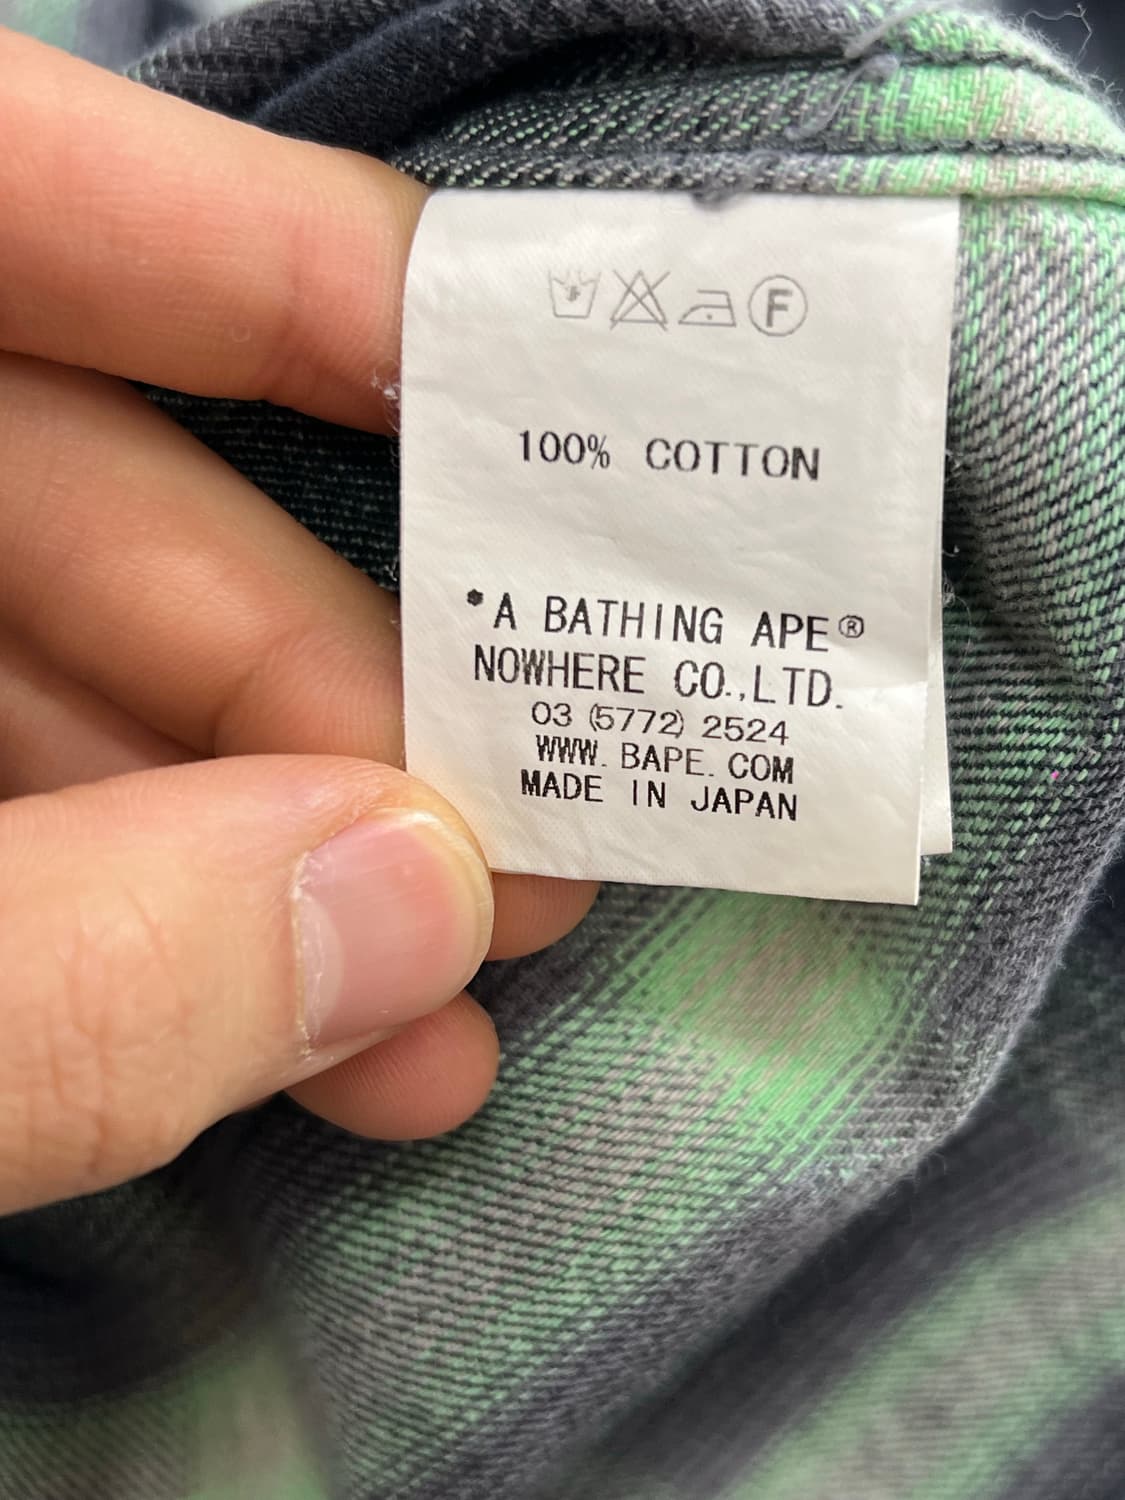 F
100% COTTON
*A BATHING APE®
NOWHERE CO.,LTD.
03 (5772) 2524
WWW. BAPE. COM
MADE IN JAPAN